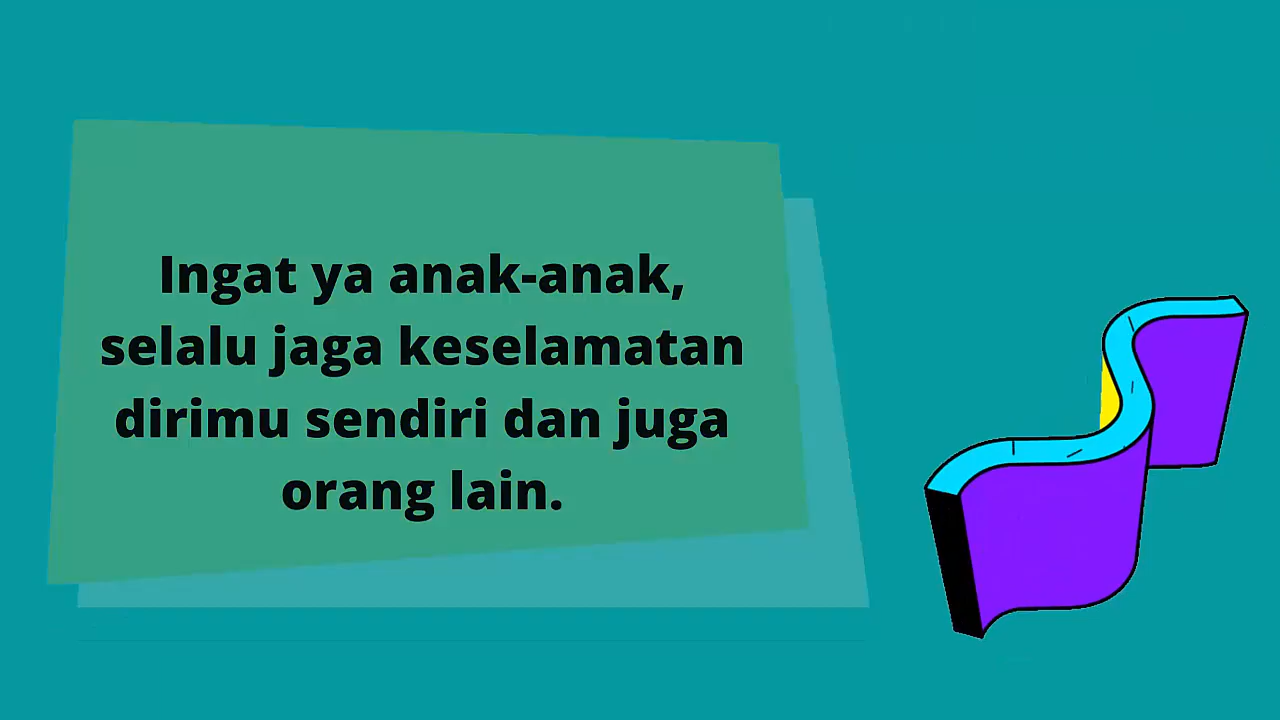 Ingat ya anak-anak,
selalu jaga keselamatan
dirimu sendiri dan juga
orang lain.